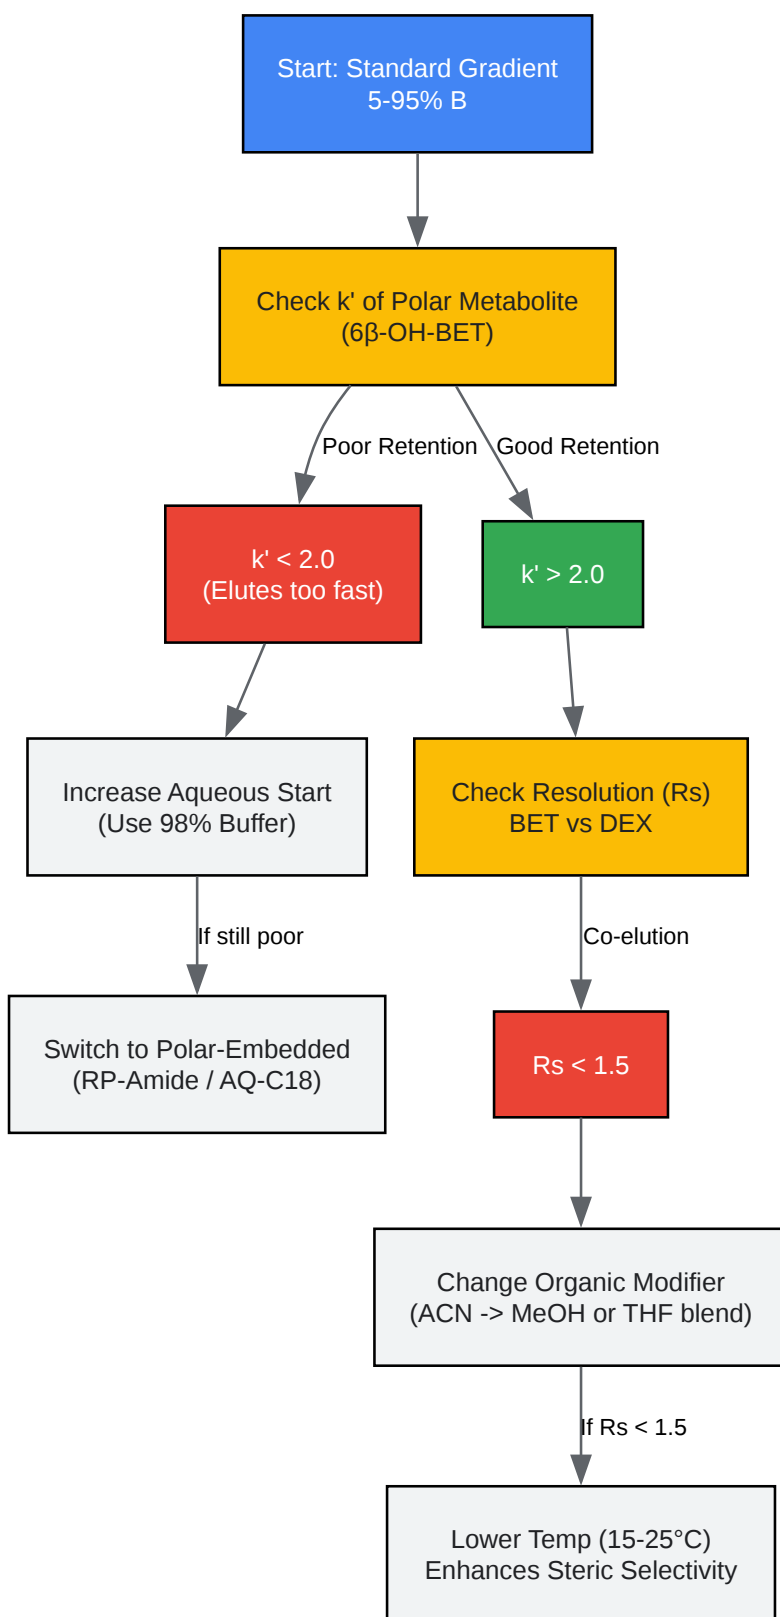 Start: Standard Gradient
5-95% B
Check k' of Polar Metabolite
(6β-OH-BET)
Poor Retention
Good Retention
k' < 2.0
(Elutes too fast)
k' > 2.0
Increase Aqueous Start
(Use 98% Buffer)
Check Resolution (Rs)
BET vs DEX
If still poor
Co-elution
Switch to Polar-Embedded
(RP-Amide / AQ-C18)
Rs < 1.5
Change Organic Modifier
(ACN -> MeOH or THF blend)
If Rs < 1.5
Lower Temp (15-25°C)
Enhances Steric Selectivity